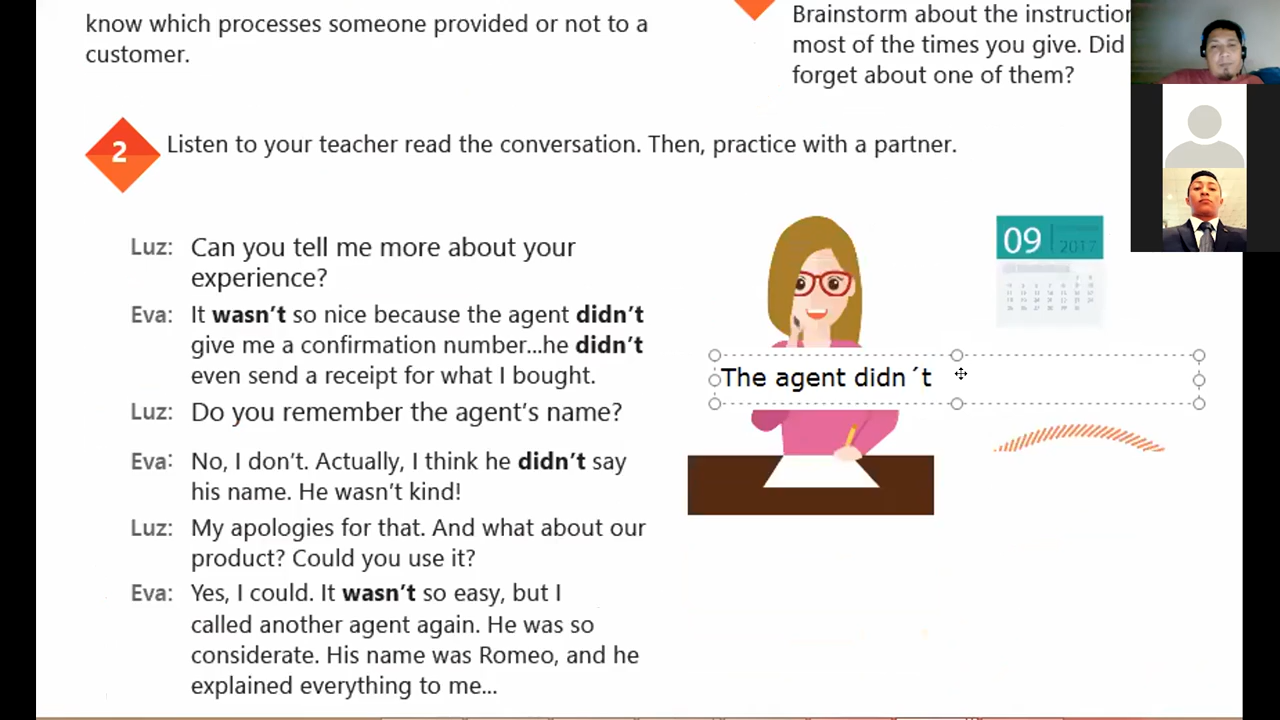 know which processes someone provided or not to a
customer.
Brainstorm about the instruction
most of the times you give. Did
forget about one of them?
2 Listen to your teacher read the conversation. Then, practice with a partner.
Luz: Can you tell me more about your
experience?
Eva: It wasn't so nice because the agent didn't
give me a confirmation number...he didn't
even send a receipt for what I bought.
Luz: Do you remember the agent's name?
Eva: No, I don't. Actually, I think he didn't say
his name. He wasn't kind!
Luz: My apologies for that. And what about our
product? Could you use it?
Eva: Yes, I could. It wasn't so easy, but I
called another agent again. He was so
considerate. His name was Romeo, and he
explained everything to me...
09 2017
The agent didn´t